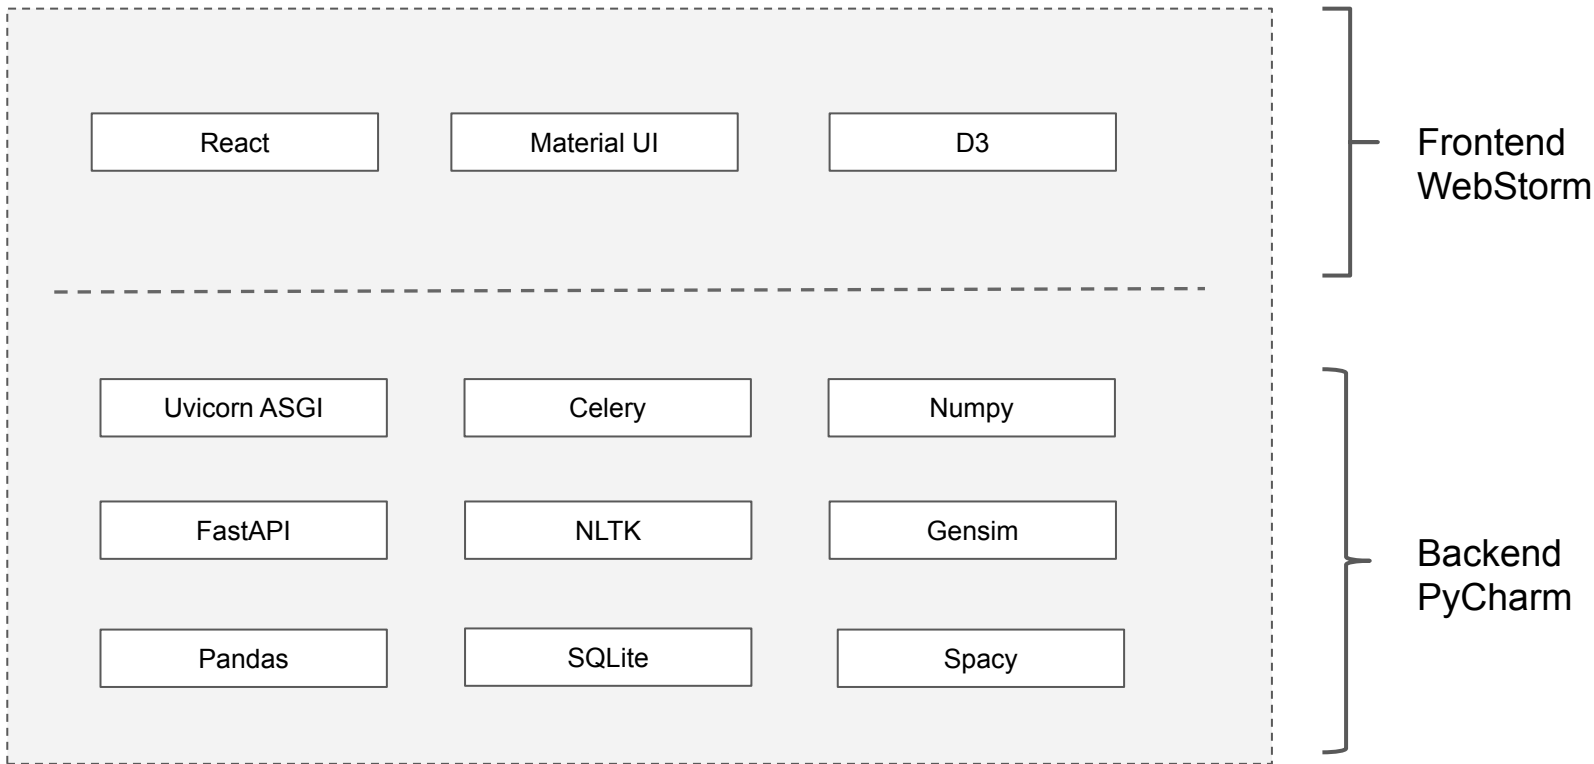 React
Material UI
D3
Frontend
WebStorm
Uvicorn ASGI
Celery
Numpy
FastAPI
NLTK
Gensim
Backend
PyCharm
Pandas
SQLite
Spacy